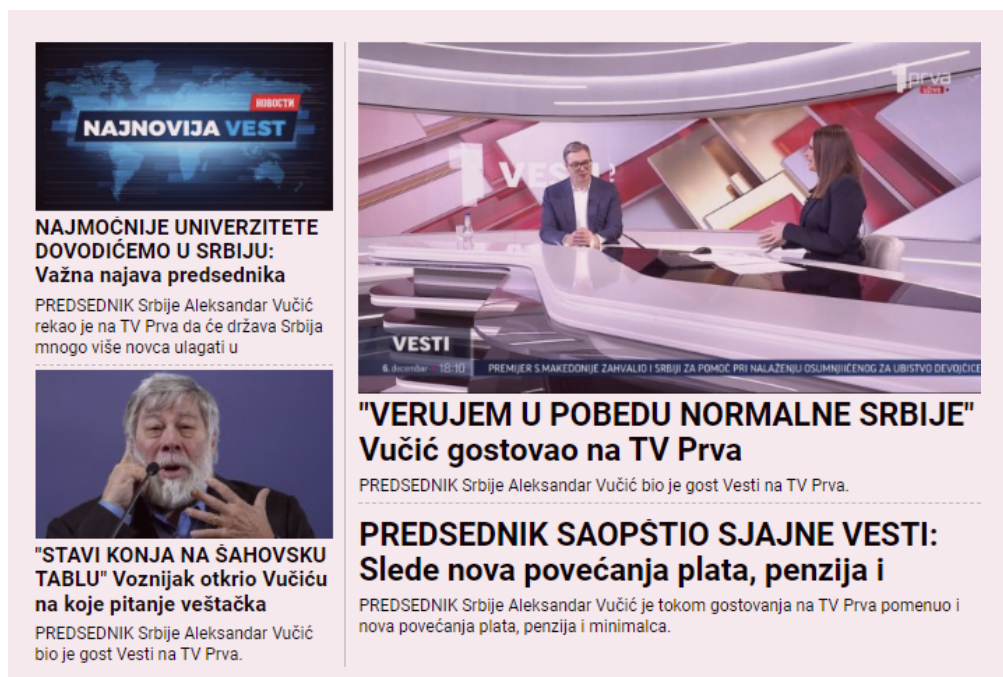 НОВОСТИ
NAJNOVIJA VEST
NAJMOĆNIJE UNIVERZITETE
DOVODIĆEMO U SRBIJU:
Važna najava predsednika
PREDSEDNIK Srbije Aleksandar Vučić
rekao je na TV Prva da će država Srbija
mnogo više novca ulagati u
"STAVI KONJA NA ŠAHOVSKU
TABLU" Voznijak otkrio Vučiću
na koje pitanje veštačka
PREDSEDNIK Srbije Aleksandar Vučić
bio je gost Vesti na TV Prva.
1prva
uživo
1 VESTI
VESTI
6. decembar 18:10 PREMIJER S.MAKEDONIJE ZAHVALIO I SRBIJI ZA POMOĆ PRI NALAŽENJU OSUMNJIIČENOG ZA UBISTVO DEVOJČICE
"VERUJEM U POBEDU NORMALNE SRBIJE"
Vučić gostovao na TV Prva
PREDSEDNIK Srbije Aleksandar Vučić bio je gost Vesti na TV Prva.
PREDSEDNIK SAOPŠTIO SJAJNE VESTI:
Slede nova povećanja plata, penzija i
PREDSEDNIK Srbije Aleksandar Vučić je tokom gostovanja na TV Prva pomenuo i
nova povećanja plata, penzija i minimalca.